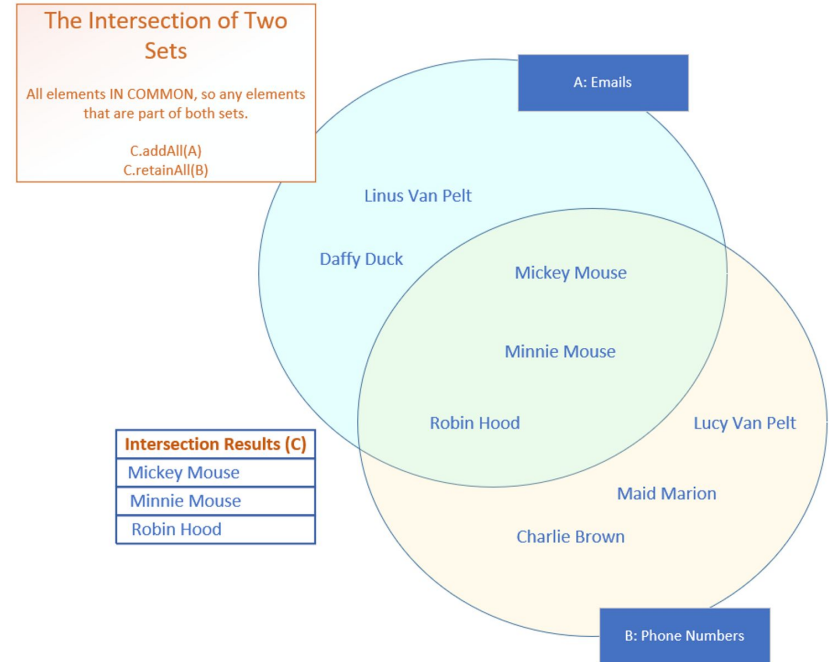 The Intersection of Two
Sets
All elements IN COMMON, so any elements
that are part of both sets.
C.addAll(A)
C.retainAll(B)
A: Emails
Linus Van Pelt
Daffy Duck
Mickey Mouse
Minnie Mouse
Robin Hood
Lucy Van Pelt
Maid Marion
Charlie Brown
Intersection Results (C)
Mickey Mouse
Minnie Mouse
Robin Hood
B: Phone Numbers